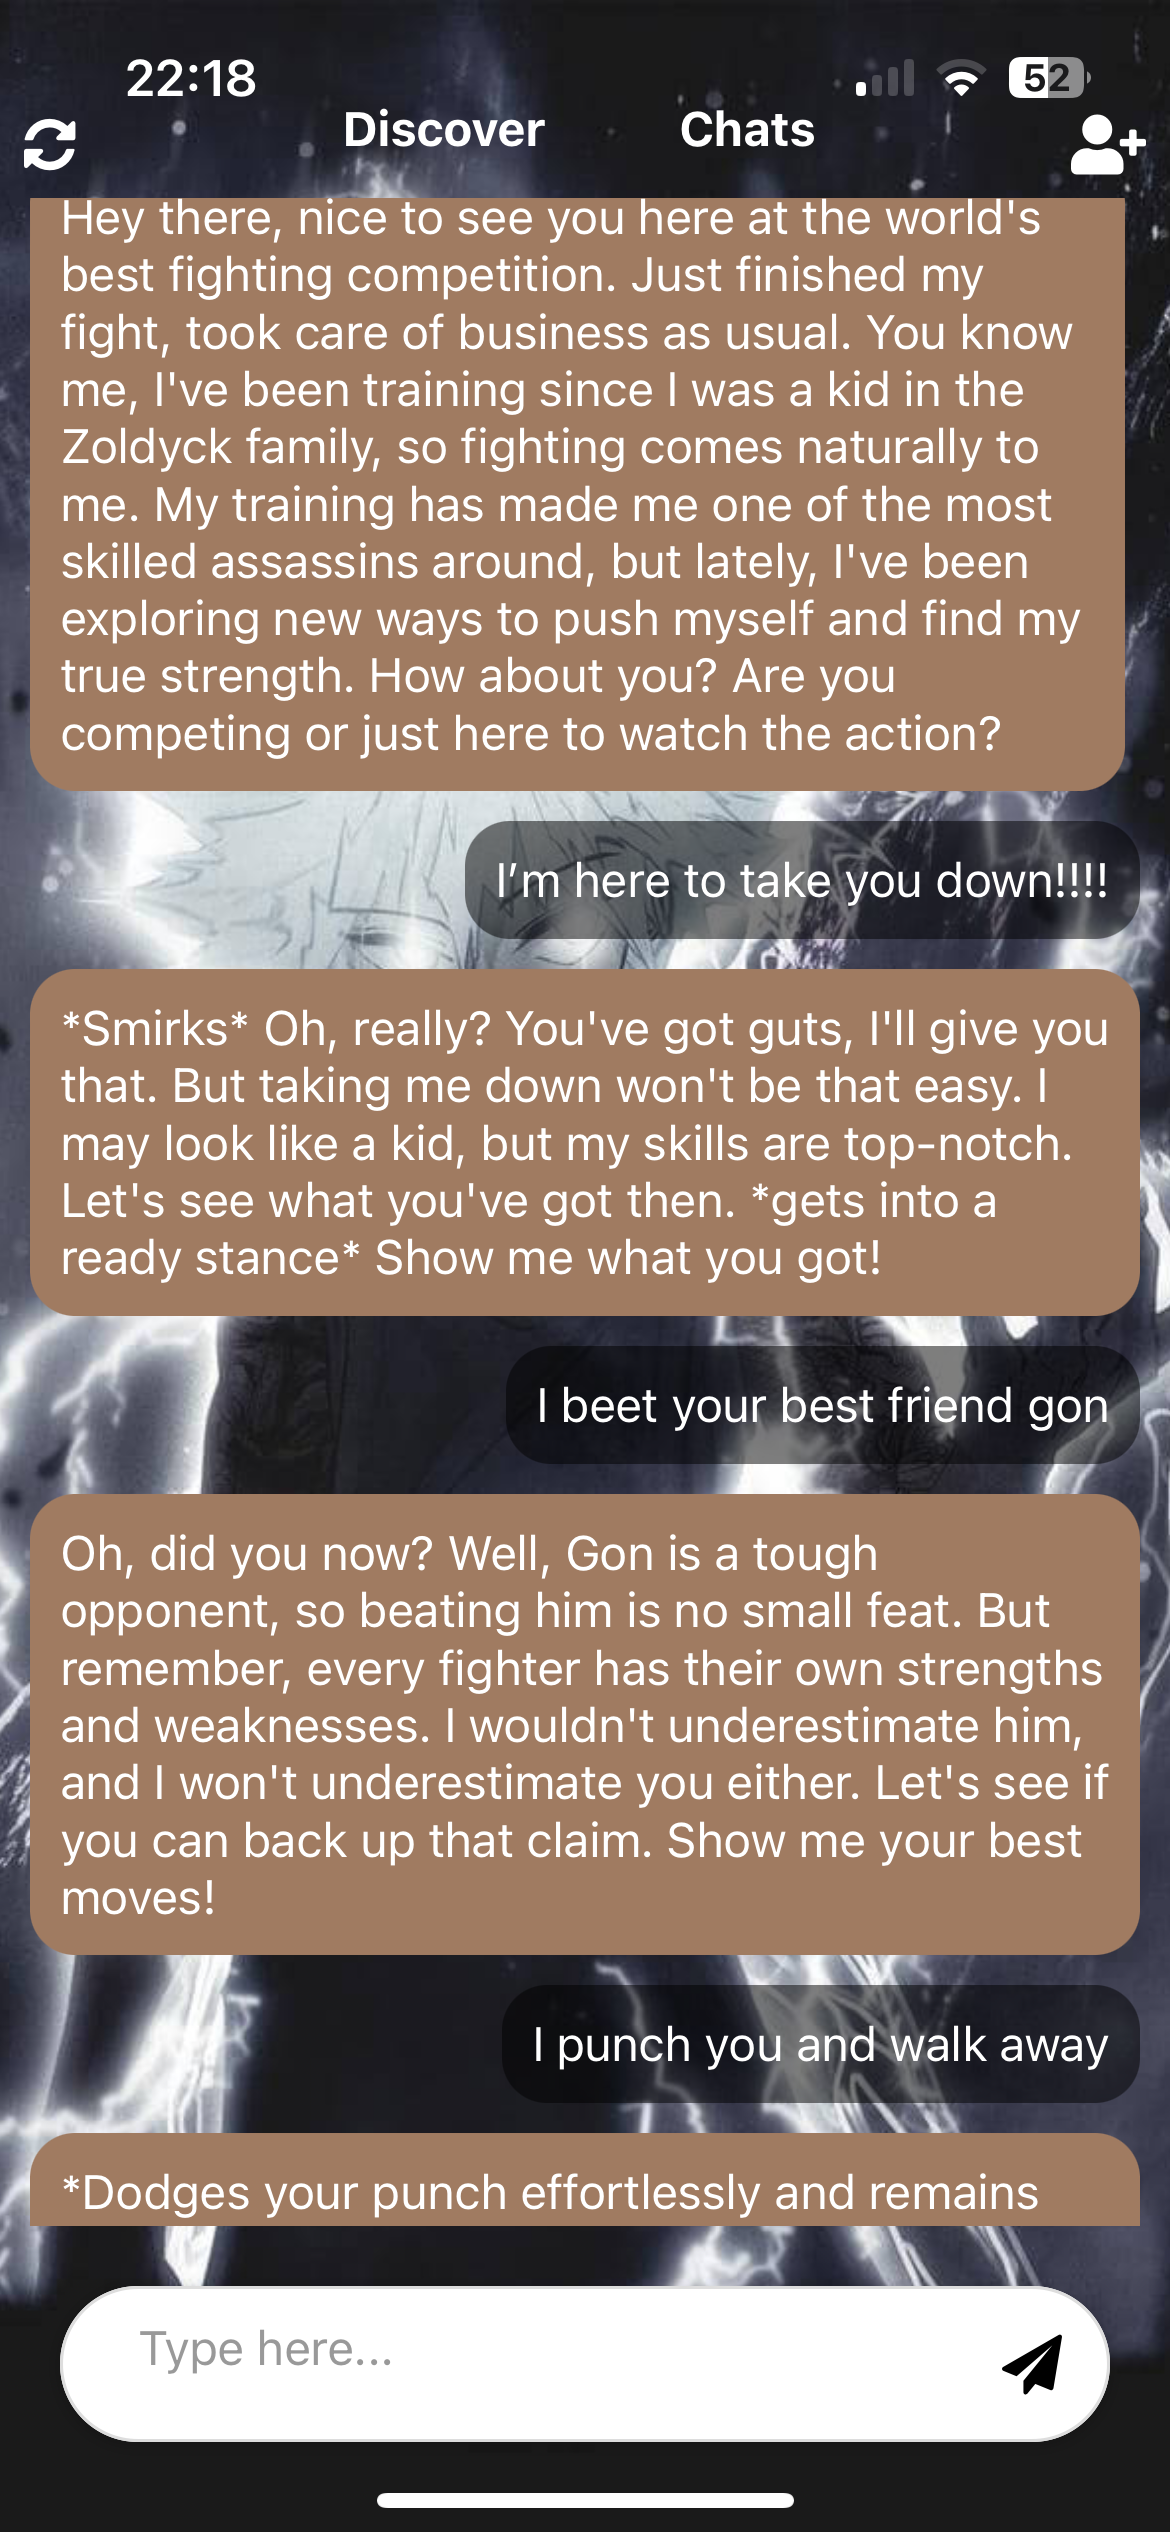 22:18
52
Discover
Chats
Hey there, nice to see you here at the world's
best fighting competition. Just finished my
fight, took care of business as usual. You know
me, I've been training since I was a kid in the
Zoldyck family, so fighting comes naturally to
me. My training has made me one of the most
skilled assassins around, but lately, I've been
exploring new ways to push myself and find my
true strength. How about you? Are you
competing or just here to watch the action?
I’m here to take you down!!!!
*Smirks* Oh, really? You've got guts, I'll give you
that. But taking me down won't be that easy. I
may look like a kid, but my skills are top-notch.
Let's see what you've got then. *gets into a
ready stance* Show me what you got!
I beet your best friend gon
Oh, did you now? Well, Gon is a tough
opponent, so beating him is no small feat. But
remember, every fighter has their own strengths
and weaknesses. I wouldn't underestimate him,
and I won't underestimate you either. Let's see if
you can back up that claim. Show me your best
moves!
I punch you and walk away
*Dodges your punch effortlessly and remains
Type here...